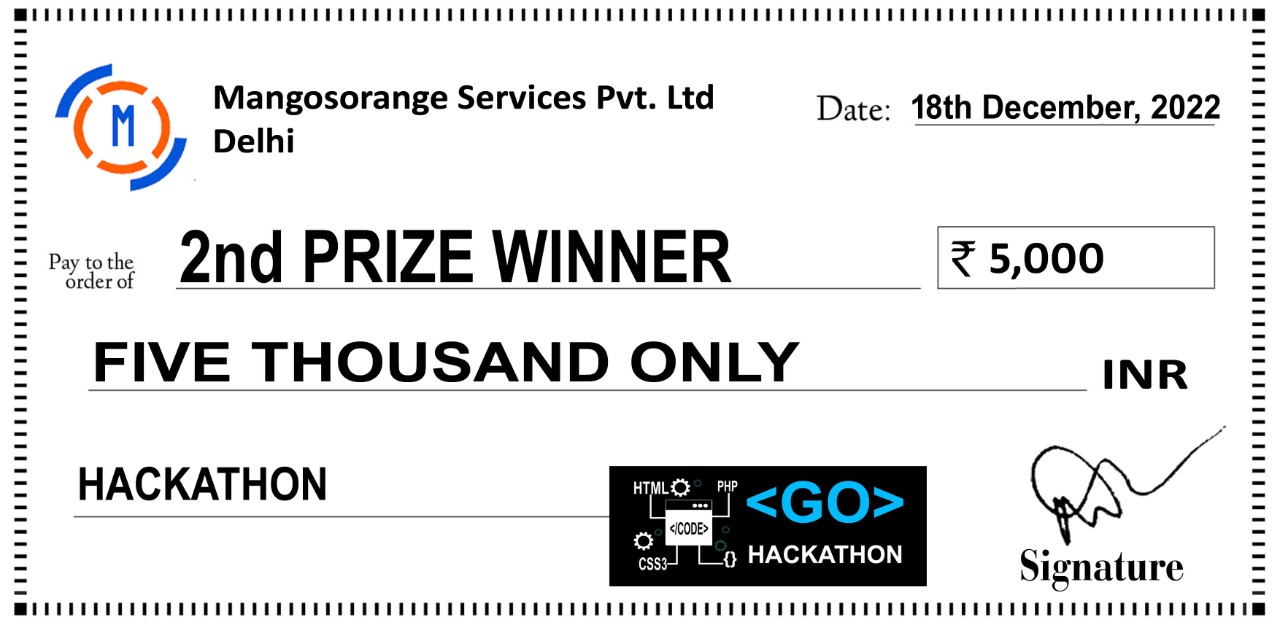 M
Mangosorange Services Pvt. Ltd
Delhi
Date: 18th December, 2022
Pay to the
order of
2nd PRIZE WINNER
₹ 5,000
FIVE THOUSAND ONLY
INR
HACKATHON
HTML
PHP
</CODE>
CSS3
{}
<GO>
HACKATHON
Signature